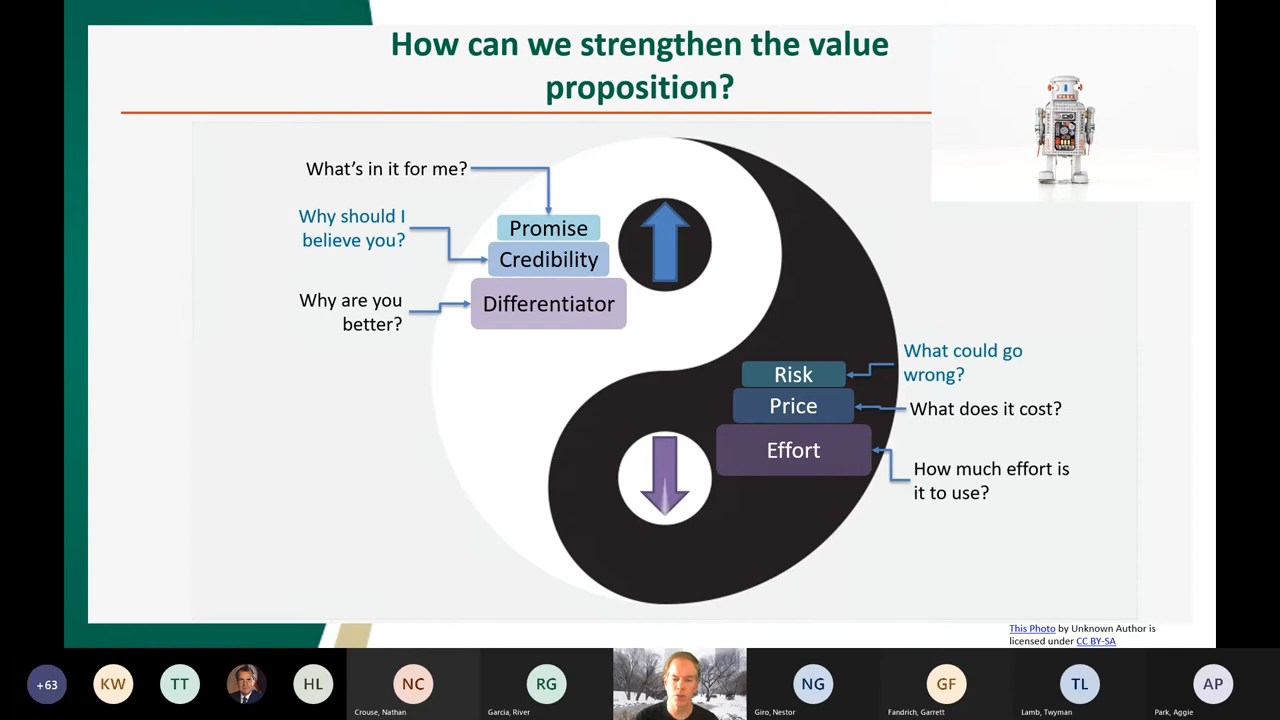 How can we strengthen the value
proposition?
What's in it for me?
Why should I
believe you?
Why are you
better?
Promise
Credibility
Differentiator
Risk
Price
Effort
What could go
wrong?
What does it cost?
How much effort is
it to use?
This Photo by Unknown Author is
licensed under CC BY-SA
+63
KW
TT
HL
NC
Crouse, Nathan
RG
Garcia, River
NG
Giro, Nestor
GF
Fandrich, Garrett
TL
Lamb, Twyman
AP
Park, Aggie